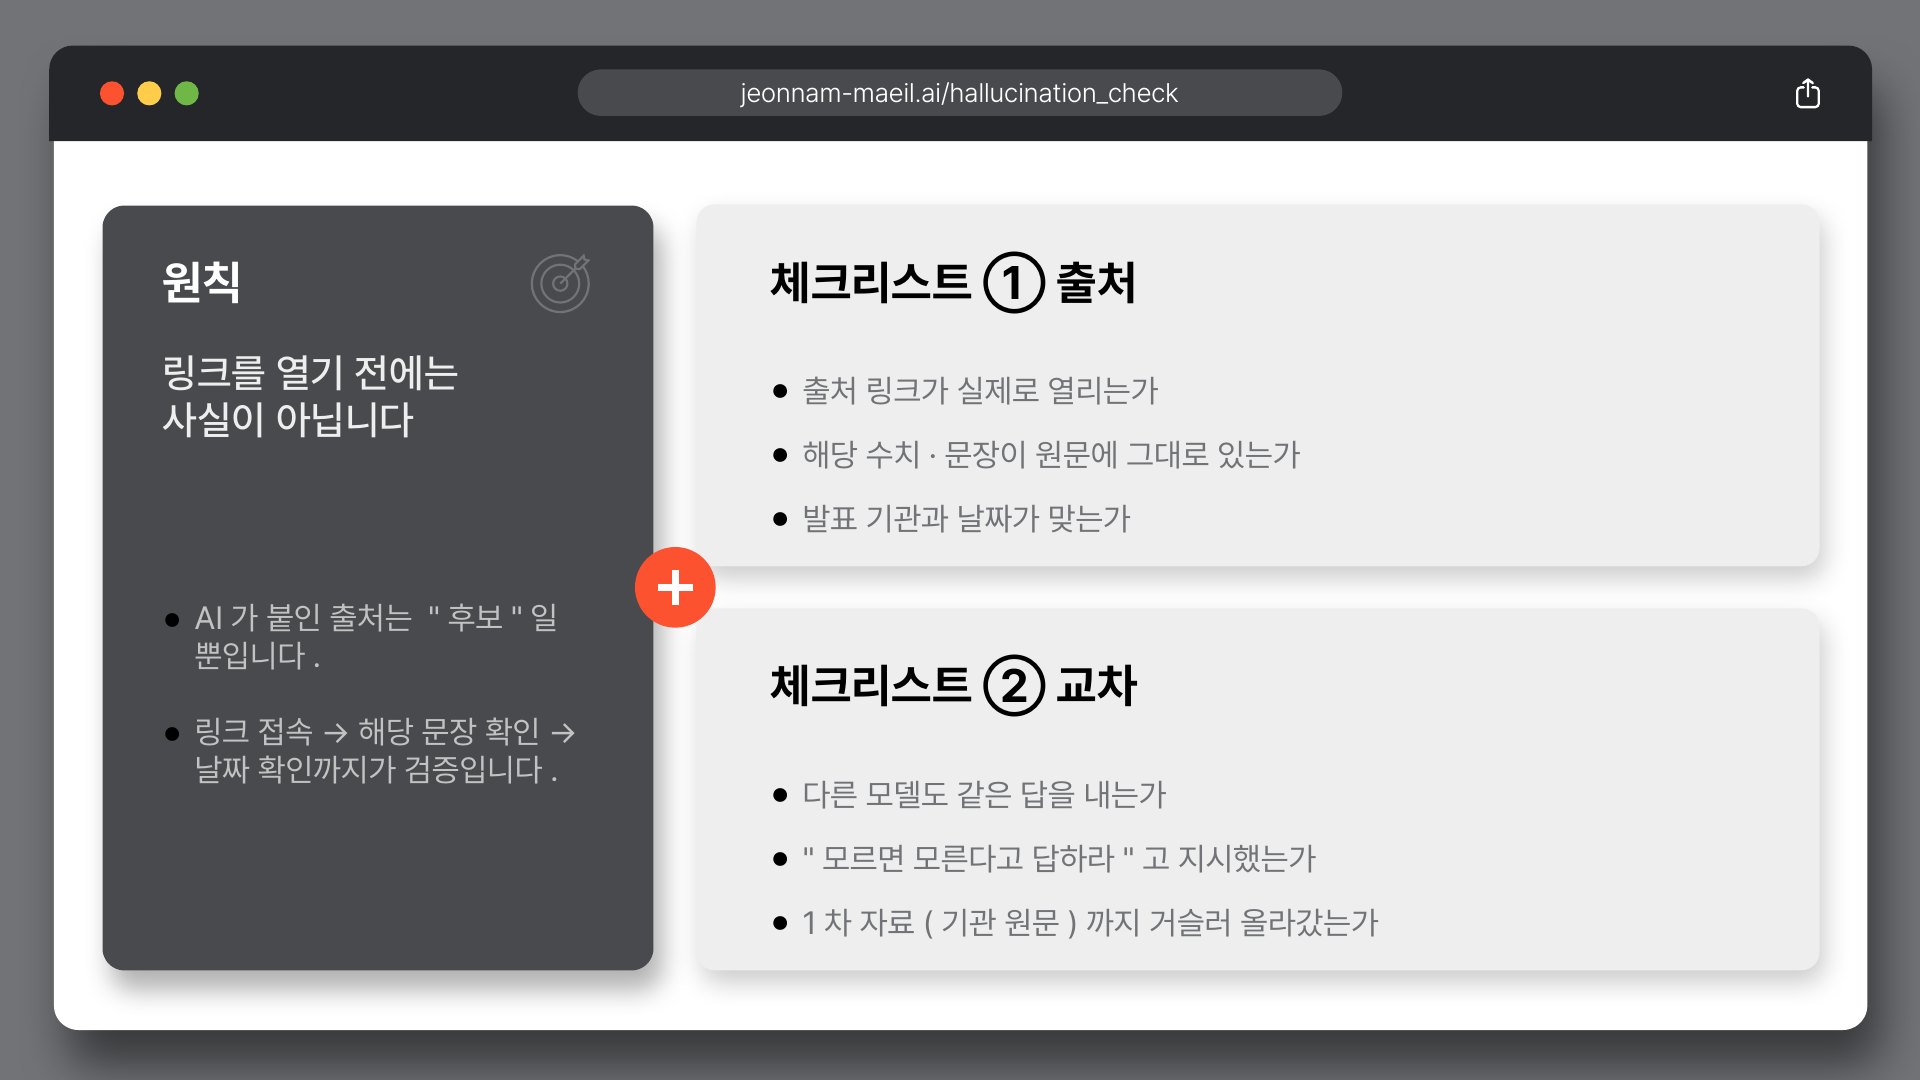 jeonnam-maeil.ai/hallucination_check
원칙
링크를 열기 전에는
사실이 아닙니다
● AI 가 붙인 출처는 " 후보 " 일
뿐입니다 .
● 링크 접속 → 해당 문장 확인 →
날짜 확인까지가 검증입니다 .
체크리스트 ① 출처
● 출처 링크가 실제로 열리는가
● 해당 수치 · 문장이 원문에 그대로 있는가
● 발표 기관과 날짜가 맞는가
체크리스트 ② 교차
● 다른 모델도 같은 답을 내는가
● " 모르면 모른다고 답하라 " 고 지시했는가
● 1 차 자료 ( 기관 원문 ) 까지 거슬러 올라갔는가